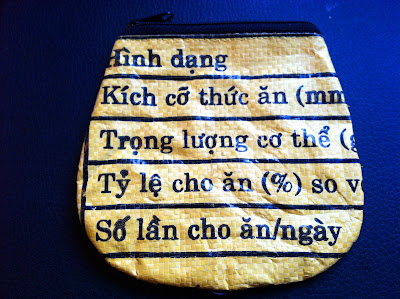 Hình dạng
Kích cỡ thức ăn (mm
Trọng lượng cơ thể (g
Tỷ lệ cho ăn (%) so v
Số lần cho ăn/ngày